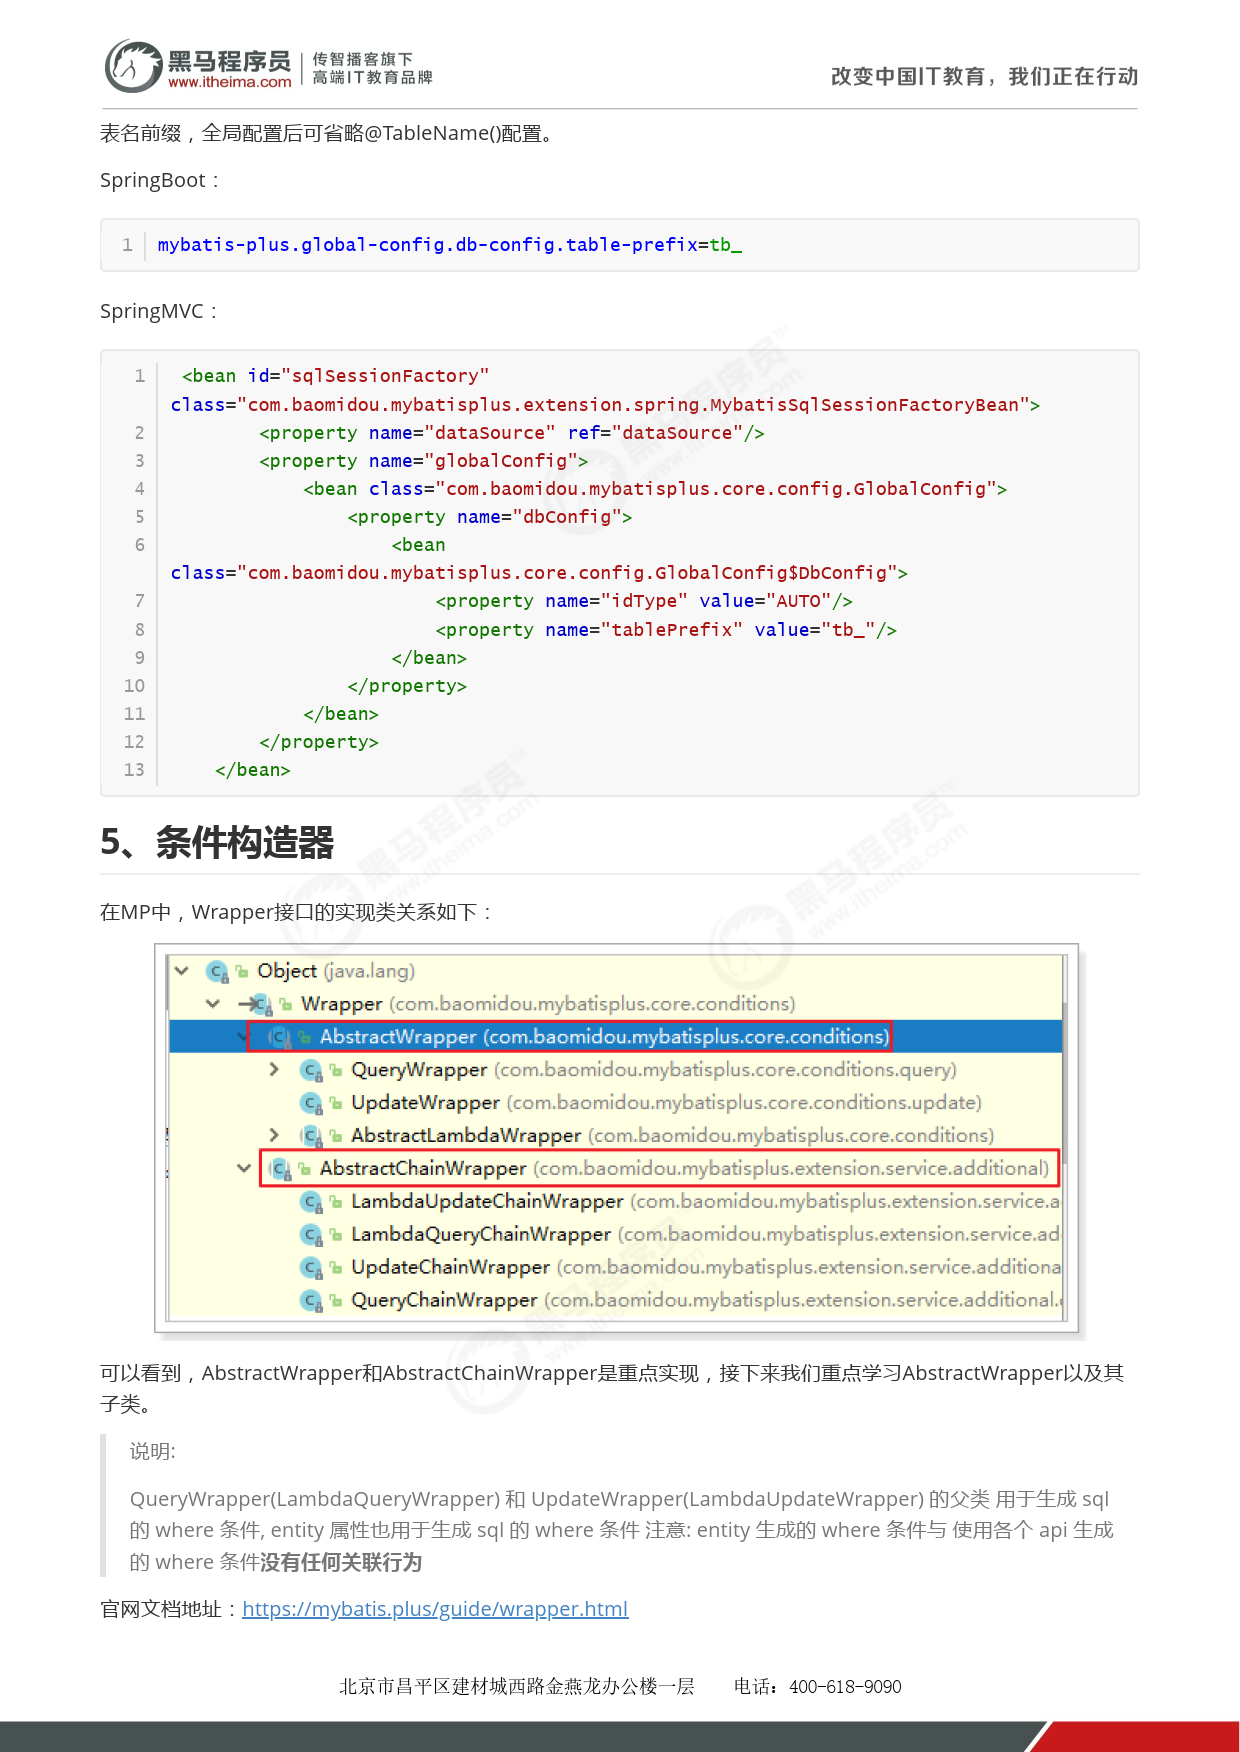 黑马程序员
www.itheima.com
传智播客旗下
高端IT教育品牌
改变中国IT教育，我们正在行动
表名前缀，全局配置后可省略@TableName()配置。
SpringBoot：
1 mybatis-plus.global-config.db-config.table-prefix=tb_
SpringMVC：
1 <bean id="sqlSessionFactory"
class="com.baomidou.mybatisplus.extension.spring.MybatisSqlSessionFactoryBean">
2 <property name="dataSource" ref="dataSource"/>
3 <property name="globalConfig">
4 <bean class="com.baomidou.mybatisplus.core.config.GlobalConfig">
5 <property name="dbConfig">
6 <bean
class="com.baomidou.mybatisplus.core.config.GlobalConfig$DbConfig">
7 <property name="idType" value="AUTO"/>
8 <property name="tablePrefix" value="tb_"/>
9 </bean>
10 </property>
11 </bean>
12 </property>
13 </bean>
5、条件构造器
在MP中，Wrapper接口的实现类关系如下：
Object (java.lang)
Wrapper (com.baomidou.mybatisplus.core.conditions)
AbstractWrapper (com.baomidou.mybatisplus.core.conditions)
QueryWrapper (com.baomidou.mybatisplus.core.conditions.query)
UpdateWrapper (com.baomidou.mybatisplus.core.conditions.update)
AbstractLambdaWrapper (com.baomidou.mybatisplus.core.conditions)
AbstractChainWrapper (com.baomidou.mybatisplus.extension.service.additional)
LambdaUpdateChainWrapper (com.baomidou.mybatisplus.extension.service.a
LambdaQueryChainWrapper (com.baomidou.mybatisplus.extension.service.ad
UpdateChainWrapper (com.baomidou.mybatisplus.extension.service.additiona
QueryChainWrapper (com.baomidou.mybatisplus.extension.service.additional.
可以看到，AbstractWrapper和AbstractChainWrapper是重点实现，接下来我们重点学习AbstractWrapper以及其
子类。
说明:
QueryWrapper(LambdaQueryWrapper) 和 UpdateWrapper(LambdaUpdateWrapper) 的父类 用于生成 sql
的 where 条件, entity 属性也用于生成 sql 的 where 条件 注意: entity 生成的 where 条件与 使用各个 api 生成
的 where 条件没有任何关联行为
官网文档地址：https://mybatis.plus/guide/wrapper.html
北京市昌平区建材城西路金燕龙办公楼一层 电话：400-618-9090